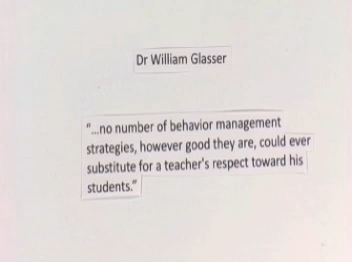 Dr William Glasser
"...no number of behavior management
strategies, however good they are, could ever
substitute for a teacher's respect toward his
students."